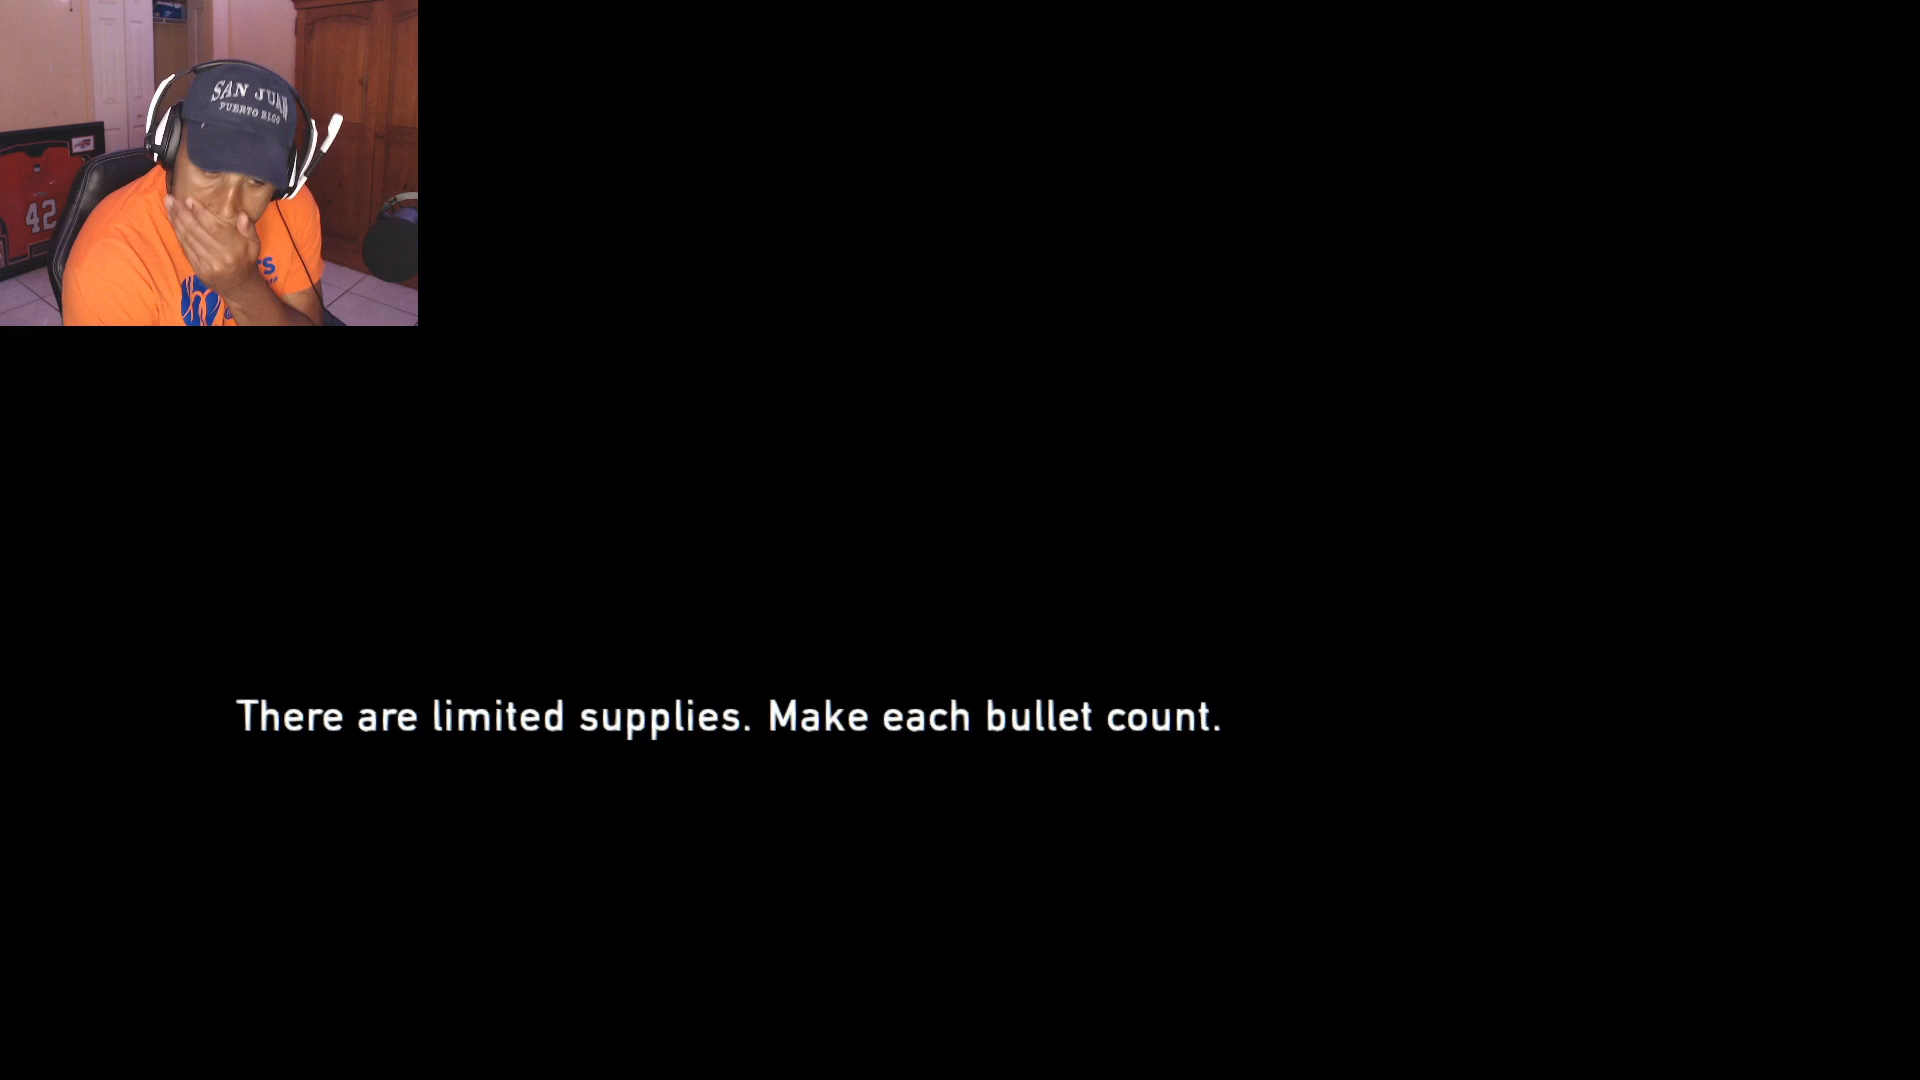 SAN JUAN
PUERTO RICO
42
There are limited supplies. Make each bullet count.